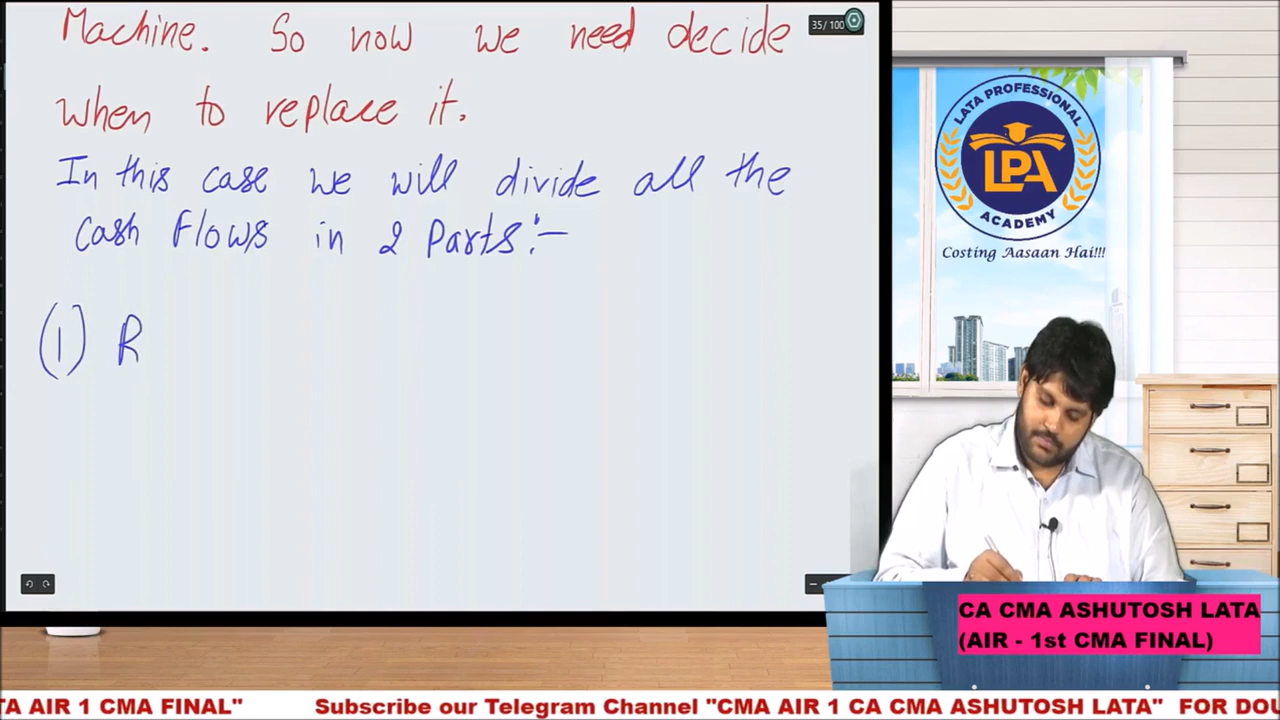 Machine. So now we need decide
when to replace it.
In this case we will divide all the
Cash Flows in 2 Parts:-
(1) R
35/100
LATA PROFESSIONAL
LPA
ACADEMY
Costing Aasaan Hai!!!
CA CMA ASHUTOSH LATA
(AIR - 1st CMA FINAL)
TA AIR 1 CMA FINAL" Subscribe our Telegram Channel "CMA AIR 1 CA CMA ASHUTOSH LATA" FOR DOU